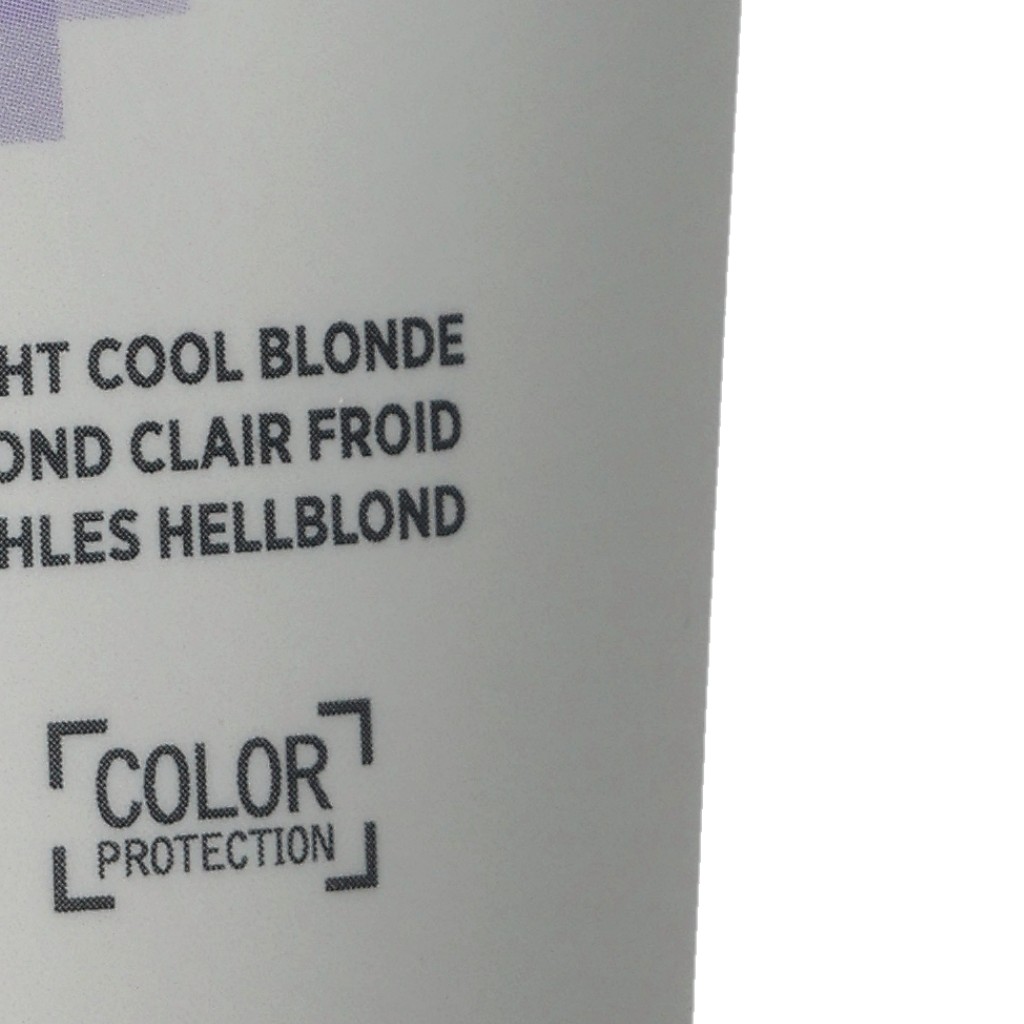 HT COOL BLONDE
OND CLAIR FROID
HLES HELLBLOND
COLOR
PROTECTION